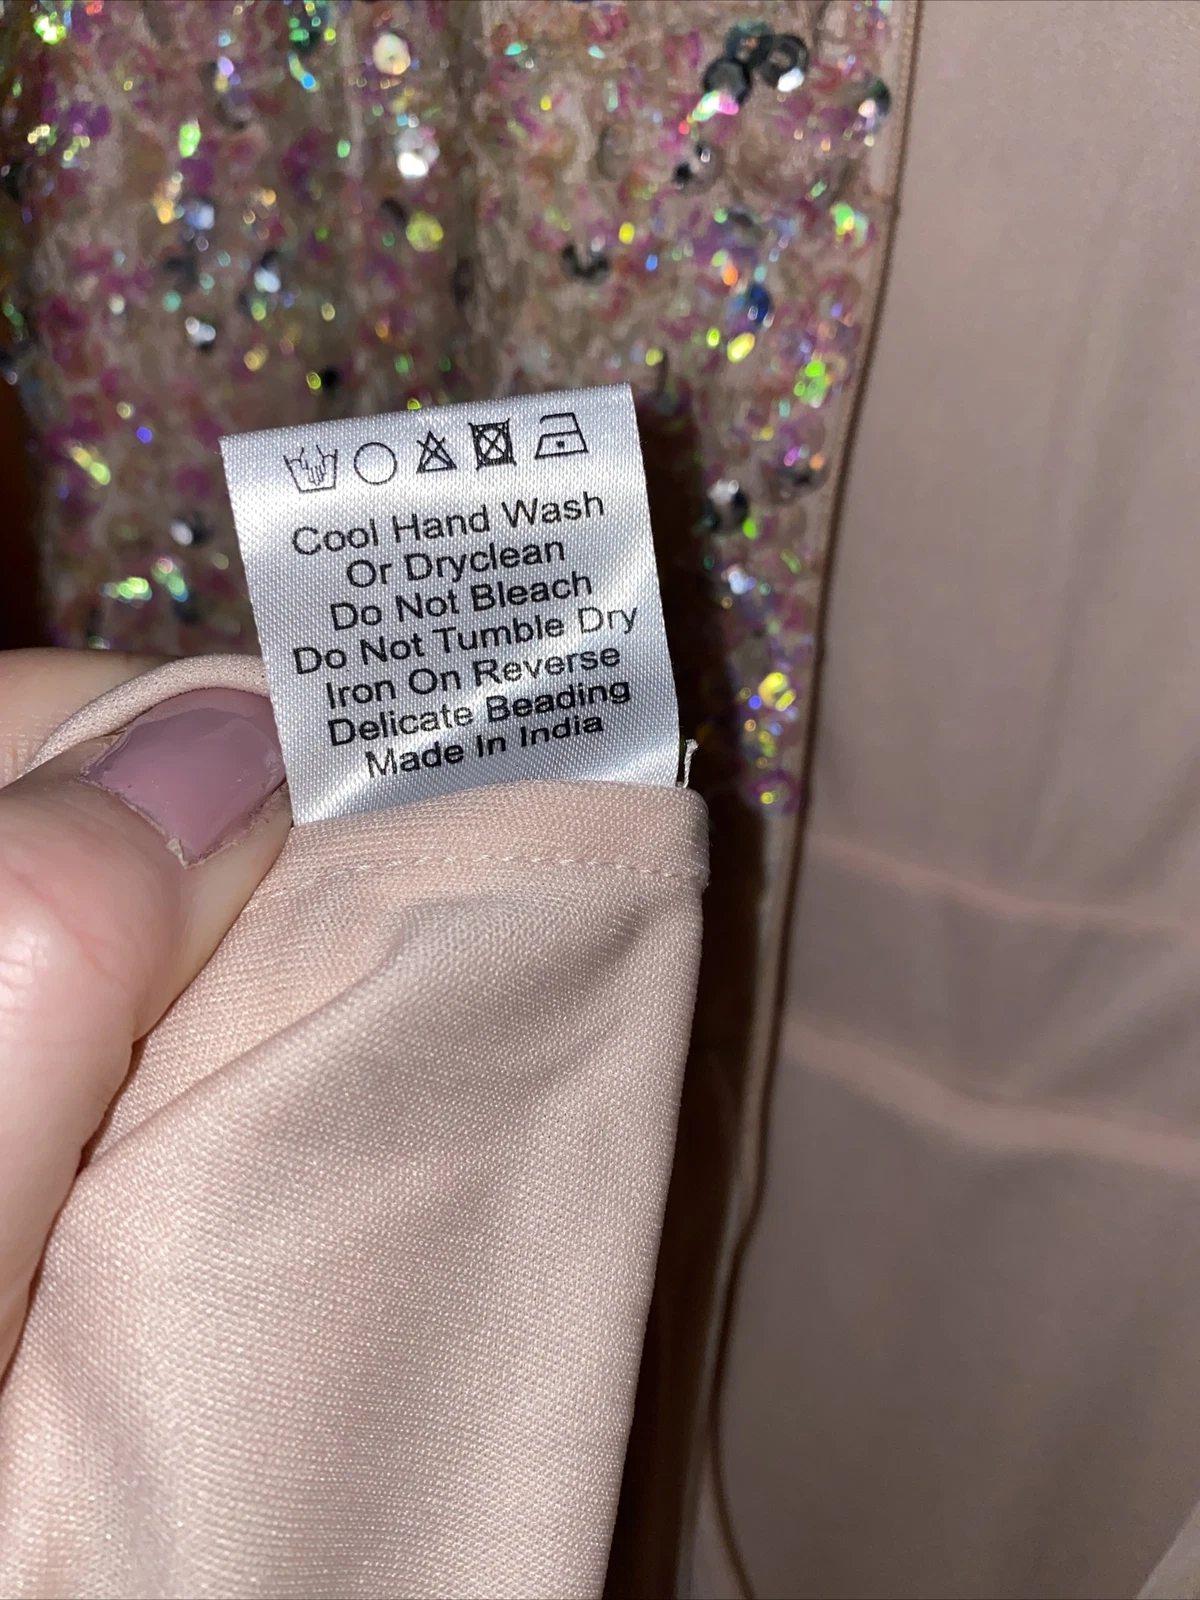 Cool Hand Wash
Or Dryclean
Do Not Bleach
Do Not Tumble Dry
Iron On Reverse
Delicate Beading
Made In India